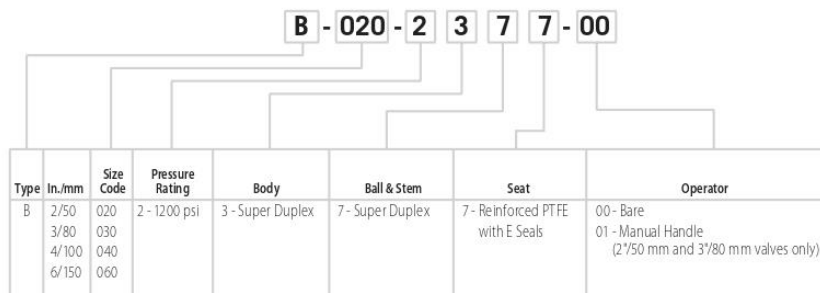 B - 020 - 2 3 7 7 - 00
Type In./mm Size Code Pressure Rating Body Ball & Stem Seat Operator
B 2/50 020 2 - 1200 psi 3 - Super Duplex 7 - Super Duplex 7 - Reinforced PTFE 00 - Bare
3/80 030 with E Seals 01 - Manual Handle
4/100 040 (2"/50 mm and 3"/80 mm valves only)
6/150 060